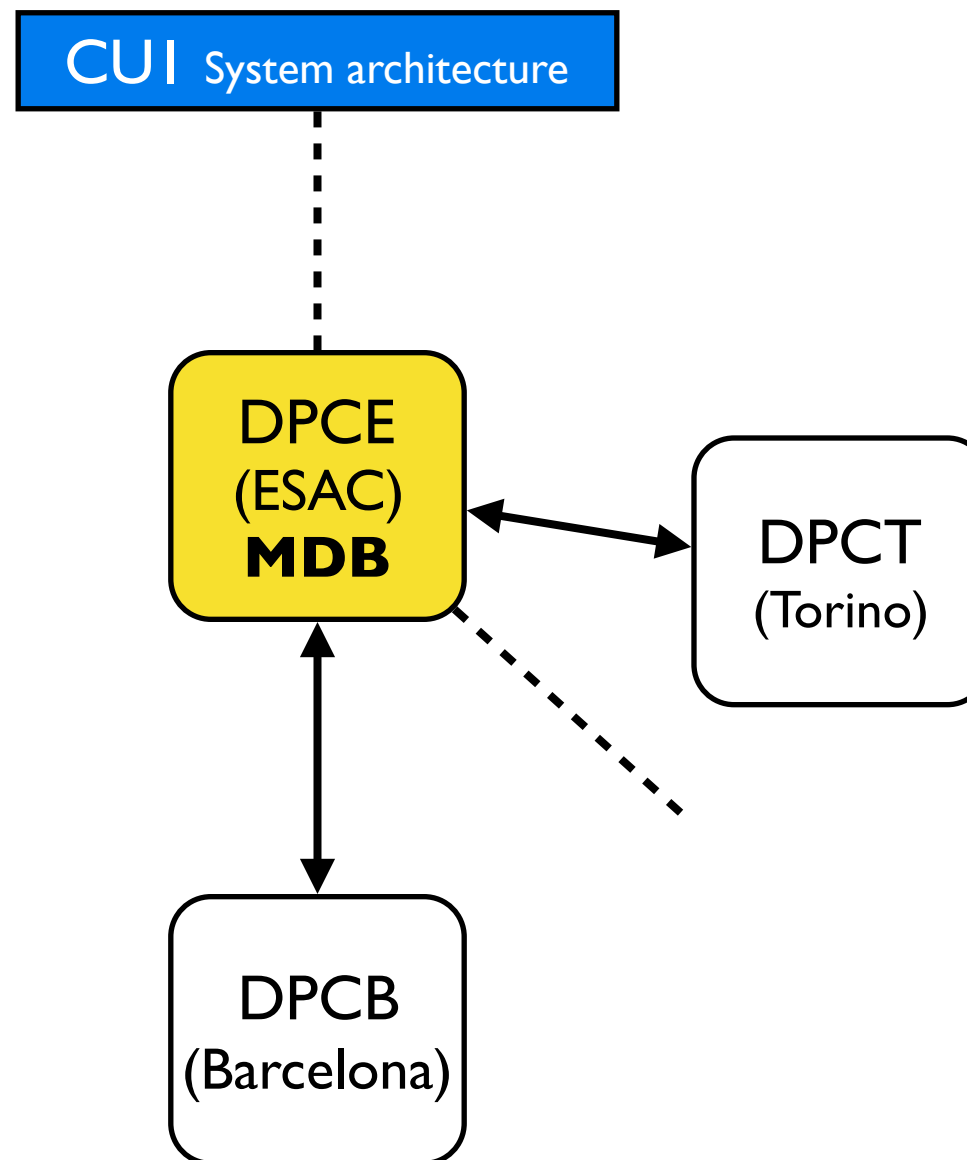 CU1 System architecture
DPCE
(ESAC)
MDB
DPCT
(Torino)
DPCB
(Barcelona)